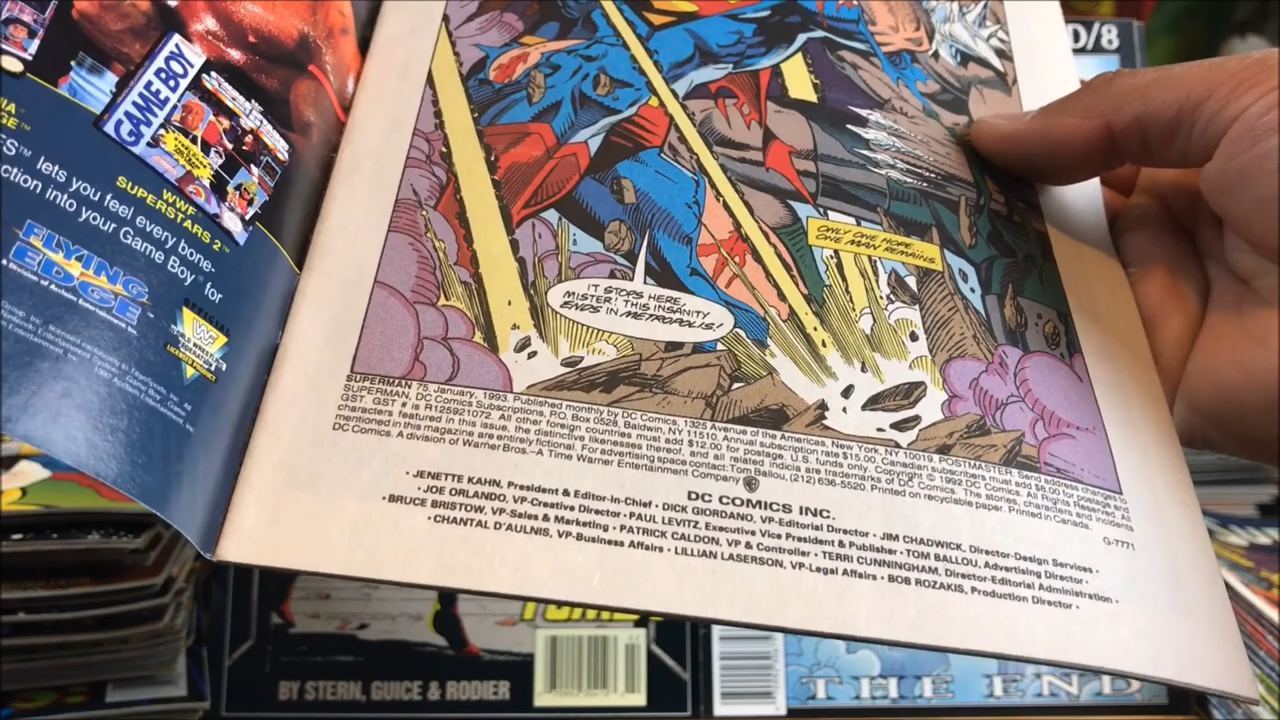 GAME BOY
WWF
SUPERSTARS 2™
ES™ lets you feel every bone-
ction into your Game Boy® for
FLYING
EDGE™
A Division of Acclaim Entertainment, Inc.
OFFICIAL
D/8
ONLY ONE HOPE...
ONE MAN REMAINS.
IT STOPS HERE,
MISTER! THIS INSANITY
ENDS IN METROPOLIS!
SUPERMAN 75, January, 1993. Published monthly by DC Comics, 1325 Avenue of the Americas, New York, NY 10019. POSTMASTER: Send address changes to
SUPERMAN, DC Comics Subscriptions, P.O. Box 0528, Baldwin, NY 11510. Annual subscription rate $15.00. Canadian subscribers must add $8.00 for postage and
GST. GST # is R125921072. All other foreign countries must add $12.00 for postage. U.S. funds only. Copyright © 1992 DC Comics. All Rights Reserved. All
characters featured in this issue, the distinctive likenesses thereof, and all related indicia are trademarks of DC Comics. The stories, characters and incidents
mentioned in this magazine are entirely fictional. For advertising space contact: Tom Ballou, (212) 636-5520. Printed on recyclable paper. Printed in Canada.
DC Comics. A division of Warner Bros.–A Time Warner Entertainment Company
G-7771
DC COMICS INC.
• JENETTE KAHN, President & Editor-in-Chief • DICK GIORDANO, VP-Editorial Director • JIM CHADWICK, Director-Design Services •
• JOE ORLANDO, VP-Creative Director • PAUL LEVITZ, Executive Vice President & Publisher • TOM BALLOU, Advertising Director •
• BRUCE BRISTOW, VP-Sales & Marketing • PATRICK CALDON, VP & Controller • TERRI CUNNINGHAM, Director-Editorial Administration •
• CHANTAL D'AULNIS, VP-Business Affairs • LILLIAN LASERSON, VP-Legal Affairs • BOB ROZAKIS, Production Director •
BY STERN, GUICE & RODIER
THE END